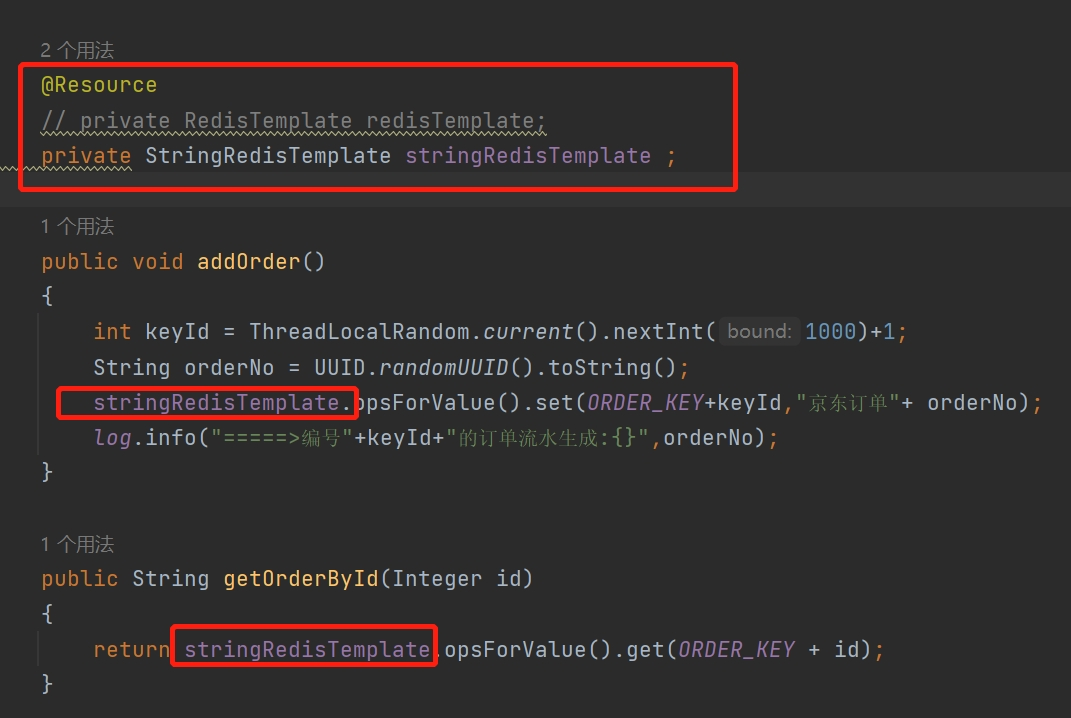 2 个用法
@Resource
// private RedisTemplate redisTemplate;
private StringRedisTemplate stringRedisTemplate ;
1 个用法
public void addOrder()
{
int keyId = ThreadLocalRandom.current().nextInt( bound: 1000)+1;
String orderNo = UUID.randomUUID().toString();
stringRedisTemplate.opsForValue().set(ORDER_KEY+keyId,"京东订单"+ orderNo);
log.info("=====>编号"+keyId+"的订单流水生成:{}",orderNo);
}
1 个用法
public String getOrderById(Integer id)
{
return stringRedisTemplate.opsForValue().get(ORDER_KEY + id);
}